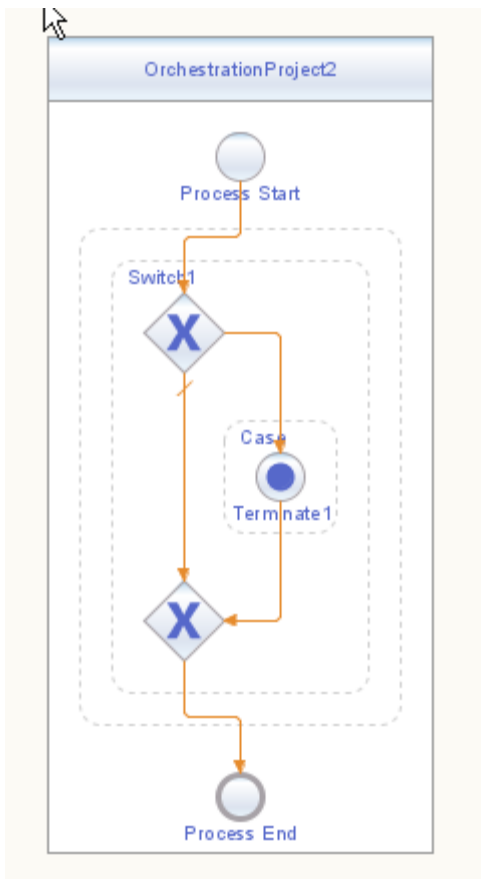 OrchestrationProject2
Process Start
Switch1
X
Case
Terminate1
X
Process End